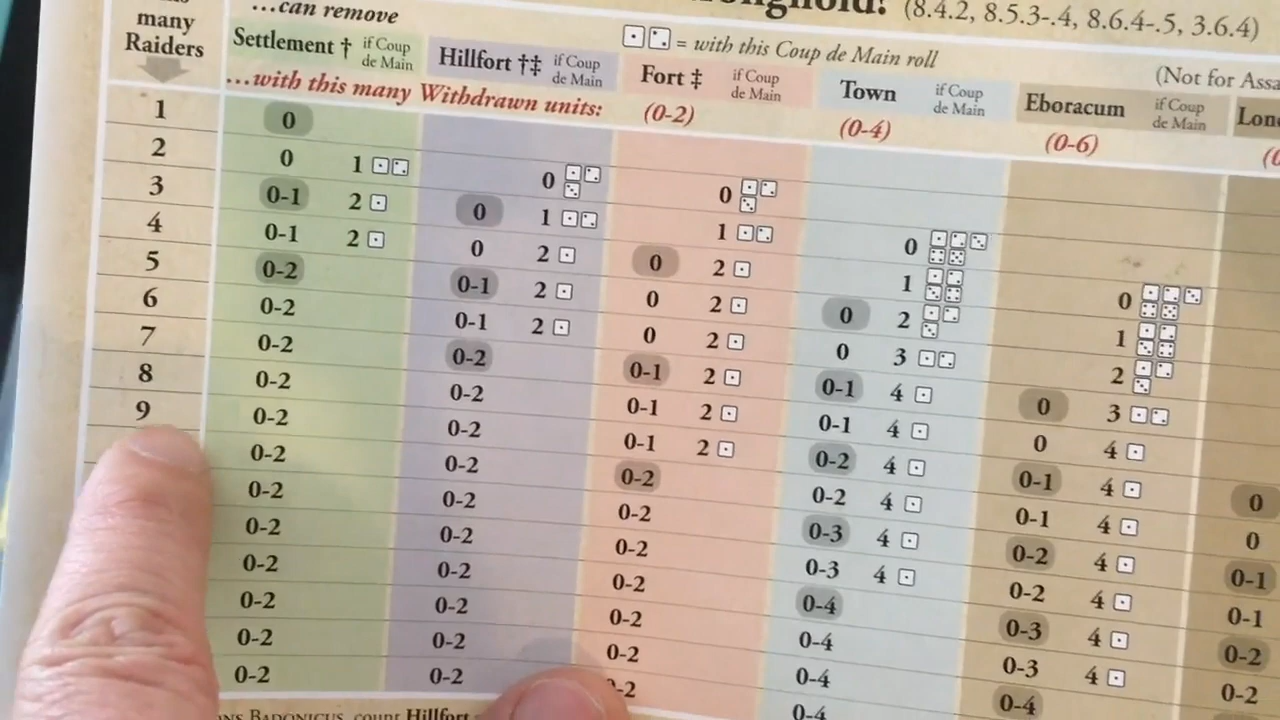 (8.4.2, 8.5.3-.4, 8.6.4-.5, 3.6.4)
many
Raiders
...can remove
= with this Coup de Main roll
Settlement † if Coup de Main Hillfort †‡ if Coup de Main Fort ‡ if Coup de Main Town if Coup de Main Eboracum if Coup de Main
(Not for
...with this many Withdrawn units: (0-2) (0-4) (0-6)
1 0
2 0 1 0 0
3 0-1 2 0 1 1 0
4 0-1 2 0 2 0 2 1 0
5 0-2 0-1 2 0 2 0 2 1
6 0-2 0-1 2 0 2 0 3 2
7 0-2 0-2 0-1 2 0-1 4 0 3
8 0-2 0-2 0-1 2 0-1 4 0 4
9 0-2 0-2 0-1 2 0-2 4 0-1 4 0
0-2 0-2 0-2 0-2 4 0-1 4 0
0-2 0-2 0-2 0-3 4 0-2 4 0-1
0-2 0-2 0-2 0-3 4 0-2 4 0-1
0-2 0-2 0-2 0-4 0-3 4 0-2
0-2 0-2 0-2 0-4 0-3 4 0-2
0-2 0-2 0-2 0-4 0-4
0-2 0-2 -2 0-4
BADONICUS, count Hillfort